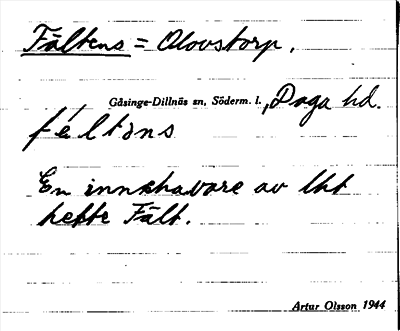 Fältens = Olovstorp.
Gåsinge-Dillnäs sn, Söderm. l., Daga hd.
féltəns
En innehavare av lht
hette Fält.
Artur Olsson 1944